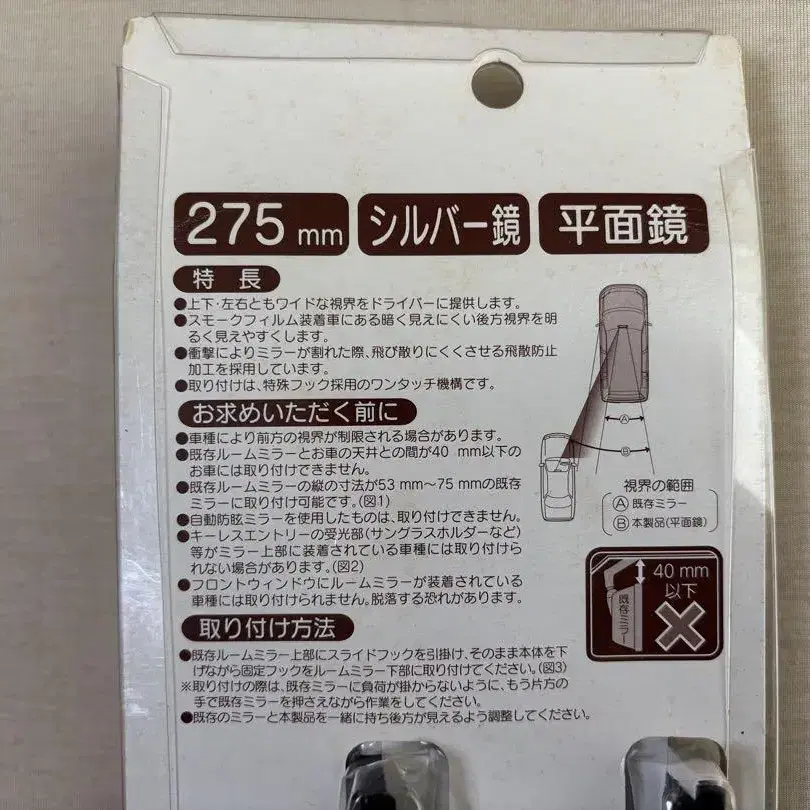 275 mm シルバー鏡 平面鏡
特長
●上下・左右ともワイドな視界をドライバーに提供します。
●スモークフィルム装着車にある暗く見えにくい後方視界を明
るく見えやすくします。
●衝撃によりミラーが割れた際、飛び散りにくくさせる飛散防止
加工を採用しています。
●取り付けは、特殊フック採用のワンタッチ機構です。
お求めいただく前に
●車種により前方の視界が制限される場合があります。
●既存ルームミラーとお車の天井との間が40 mm以下の
お車には取り付けできません。
●既存ルームミラーの縦の寸法が53 mm〜75 mmの既存
ミラーに取り付け可能です。(図1)
●自動防眩ミラーを使用したものは、取り付けできません。
●キーレスエントリーの受光部(サングラスホルダーなど)
等がミラー上部に装着されている車種には取り付けら
れない場合があります。(図2)
●フロントウィンドウにルームミラーが装着されている
車種には取り付けられません。脱落する恐れがあります。
A
B
視界の範囲
A 既存ミラー
B 本製品(平面鏡)
40 mm
以下
既存ミラー
取り付け方法
●既存ルームミラー上部にスライドフックを引掛け、そのまま本体を下
げながら固定フックをルームミラー下部に取り付けてください。(図3)
※取り付けの際は、既存ミラーに負荷が掛からないように、もう片方の
手で既存ミラーを押さえながら作業をしてください。
●既存のミラーと本製品を一緒に持ち後方が見えるよう調整してください。